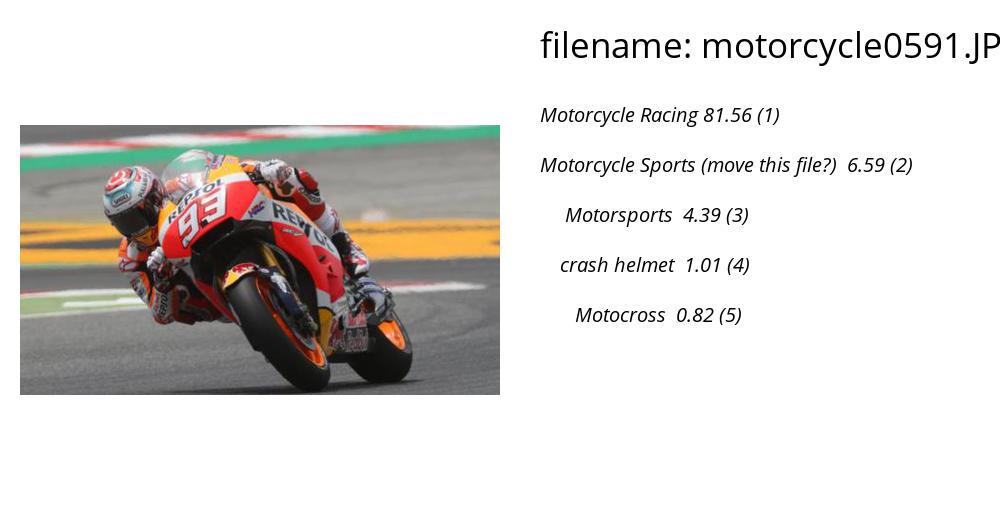 filename: motorcycle0591.JP
Motorcycle Racing 81.56 (1)
Motorcycle Sports (move this file?) 6.59 (2)
Motorsports 4.39 (3)
crash helmet 1.01 (4)
Motocross 0.82 (5)
REPSOL
93
HRC